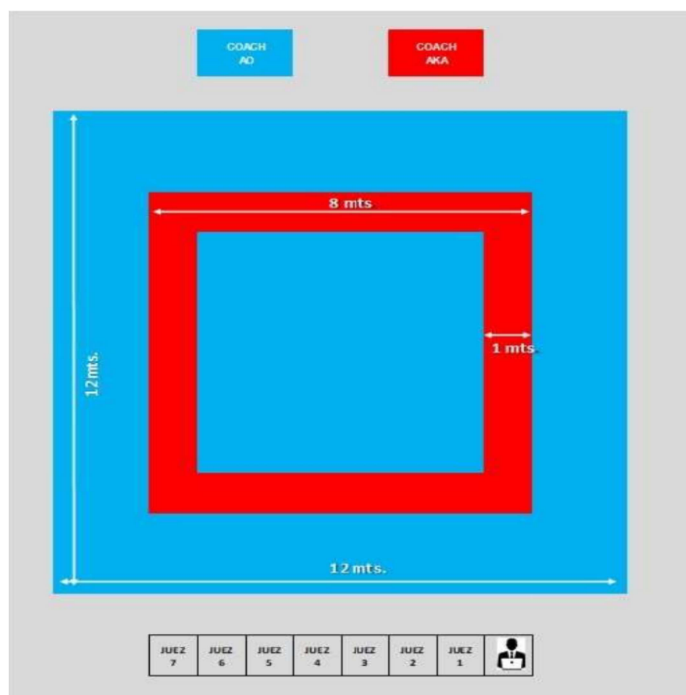 COACH
AO
COACH
AKA
8 mts
1 mts.
12 mts.
12 mts.
JUEZ
7
JUEZ
6
JUEZ
5
JUEZ
4
JUEZ
3
JUEZ
2
JUEZ
1